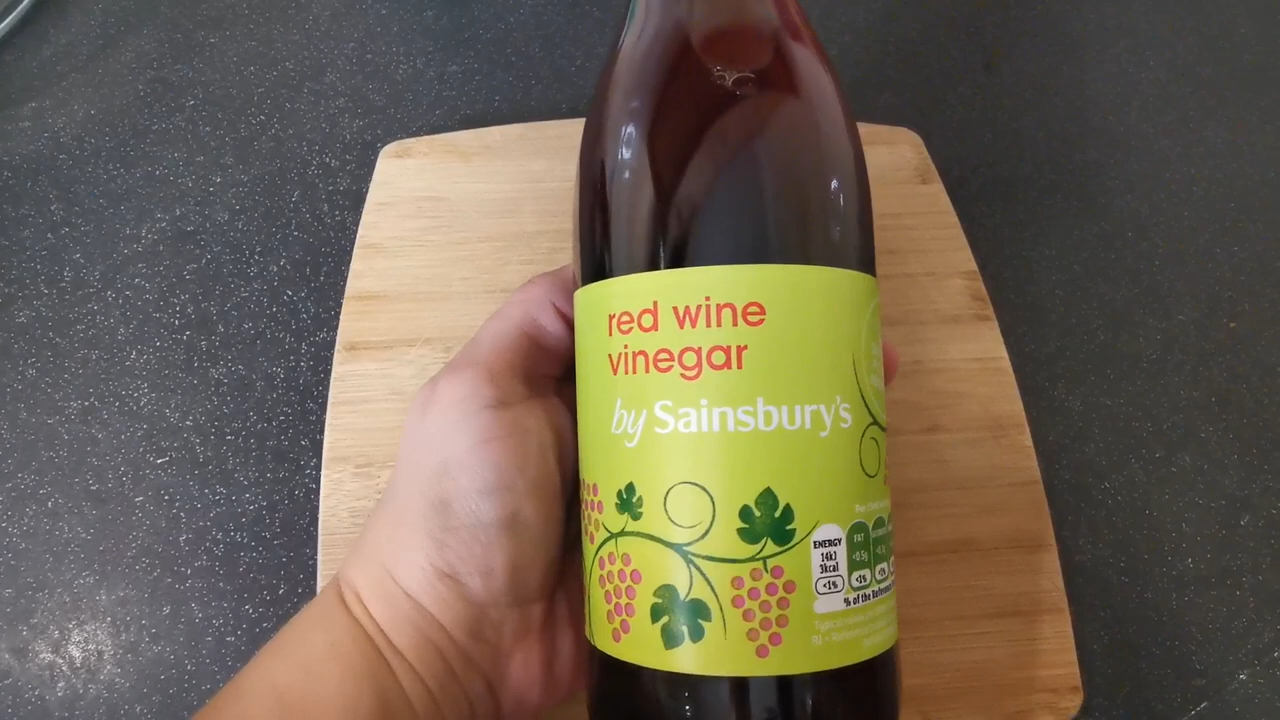 red wine
vinegar
by Sainsbury's
ENERGY
14kJ
3kcal
<1%
FAT
<0.5g
<1%
<1%
% of the Reference